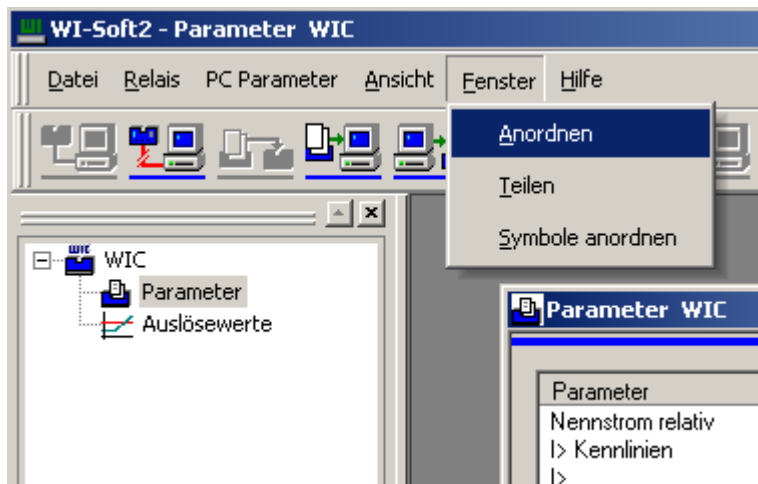 WI-Soft2 - Parameter WIC
Datei Relais PC Parameter Ansicht Fenster Hilfe
Anordnen
Teilen
Symbole anordnen
WIC
Parameter
Auslösewerte
Parameter WIC
Parameter
Nennstrom relativ
I> Kennlinien
I>